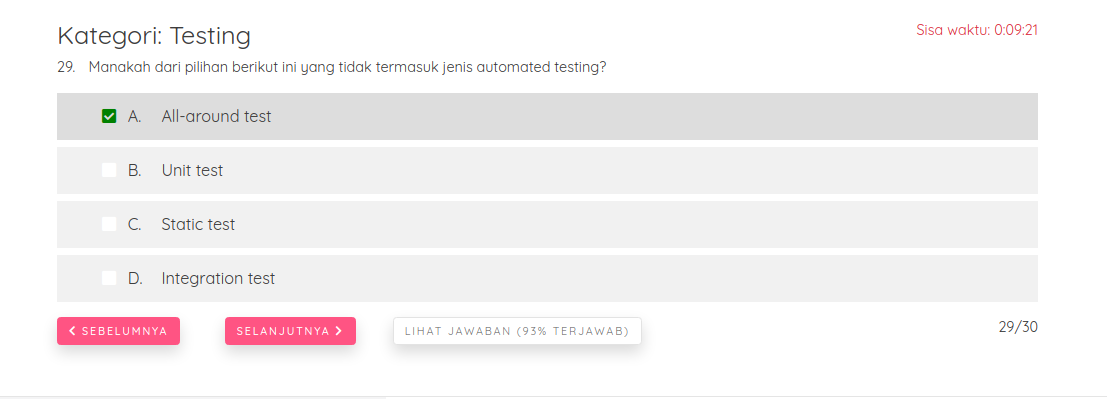 Kategori: Testing
Sisa waktu: 0:09:21
29. Manakah dari pilihan berikut ini yang tidak termasuk jenis automated testing?
A. All-around test
B. Unit test
C. Static test
D. Integration test
< SEBELUMNYA
SELANJUTNYA >
LIHAT JAWABAN (93% TERJAWAB)
29/30